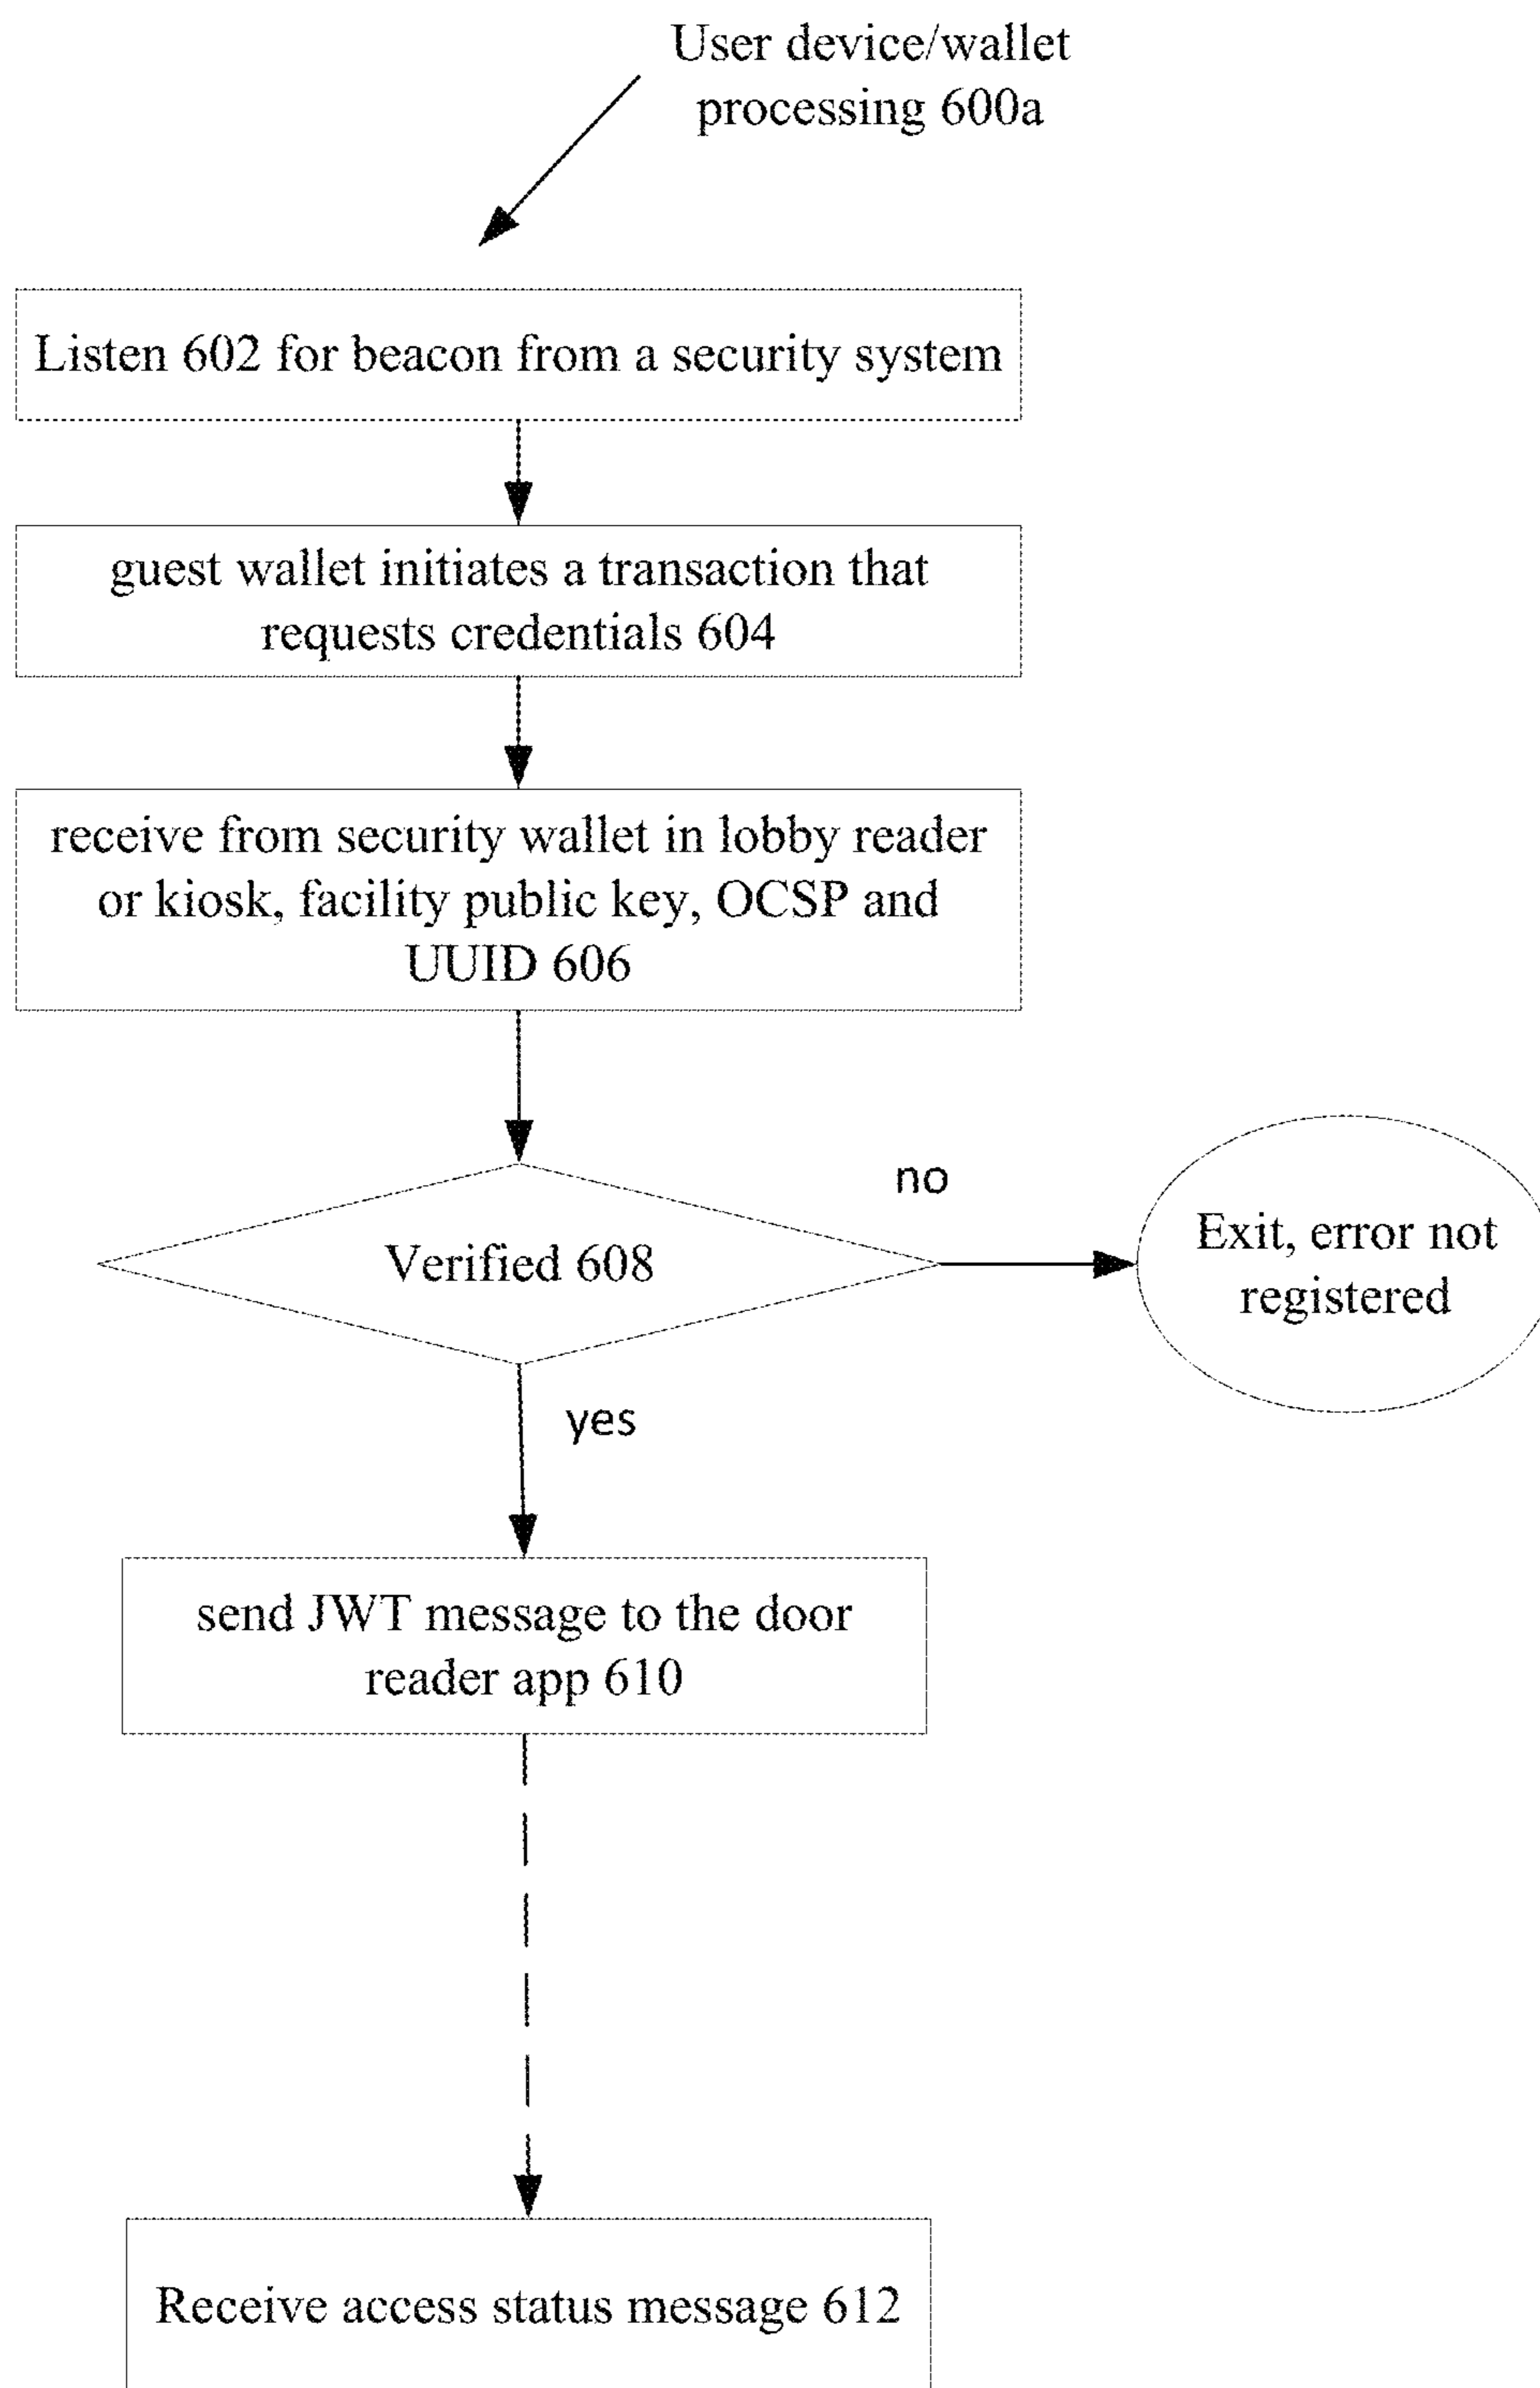 User device/wallet
processing 600a
Listen 602 for beacon from a security system
guest wallet initiates a transaction that
requests credentials 604
receive from security wallet in lobby reader
or kiosk, facility public key, OCSP and
UUID 606
no
Verified 608
Exit, error not
registered
yes
send JWT message to the door
reader app 610
Receive access status message 612